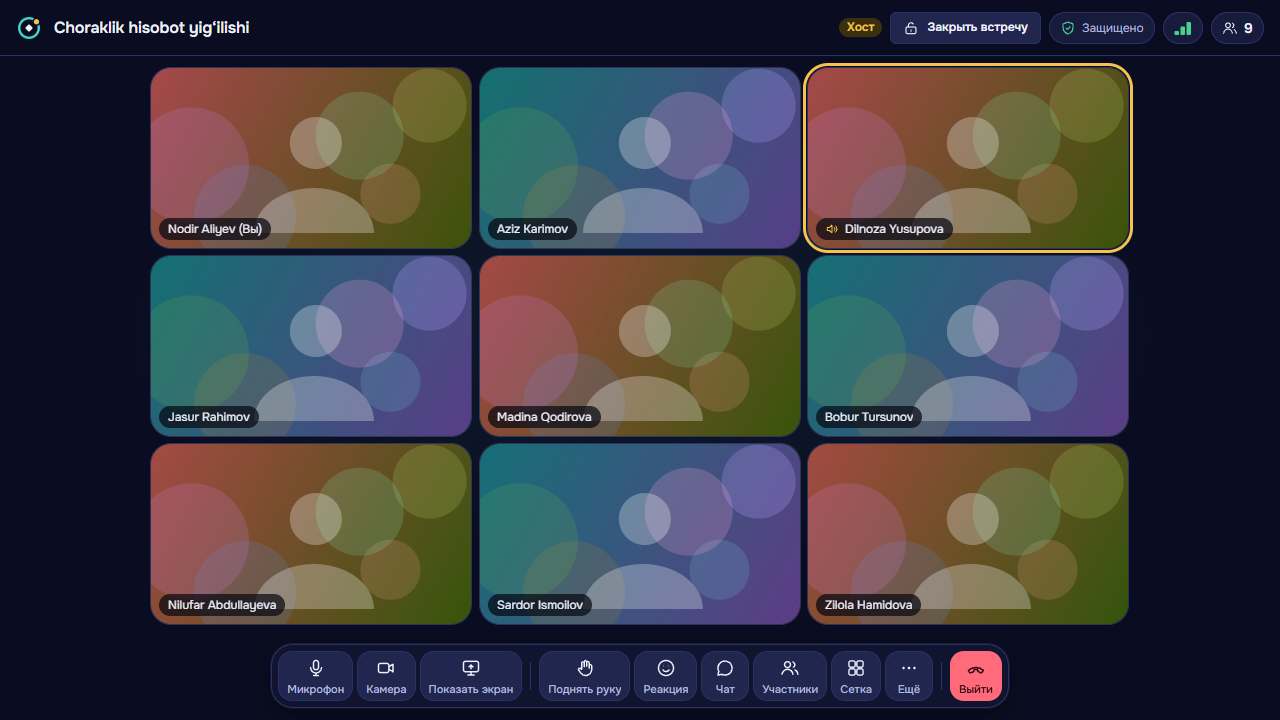 Choraklik hisobot yigʻilishi
Хост
Закрыть встречу
Защищено
9
Nodir Aliyev (Вы)
Aziz Karimov
Dilnoza Yusupova
Jasur Rahimov
Madina Qodirova
Bobur Tursunov
Nilufar Abdullayeva
Sardor Ismoilov
Zilola Hamidova
Микрофон
Камера
Показать экран
Поднять руку
Реакция
Чат
Участники
Сетка
Ещё
Выйти